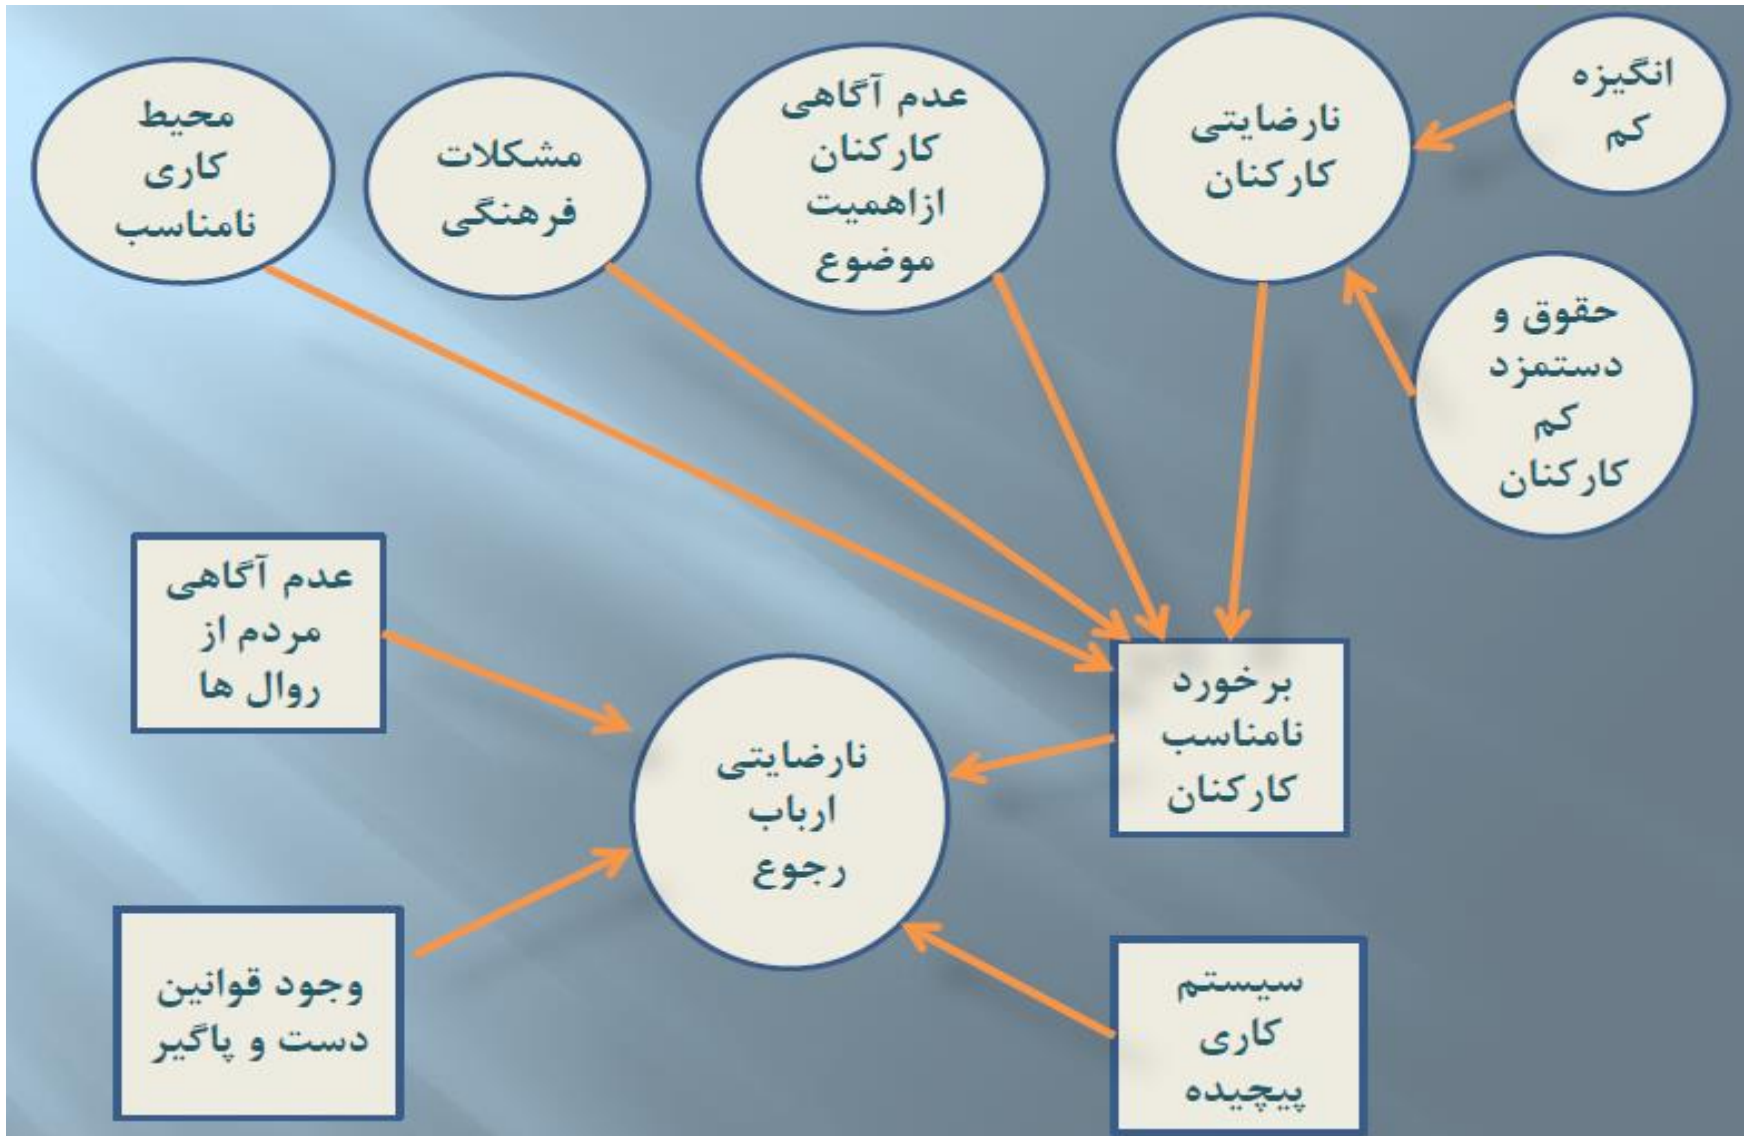 انگیزه
کم
نارضایتی
کارکنان
عدم آگاهی
کارکنان
ازاهمیت
موضوع
مشکلات
فرهنگی
محیط
کاری
نامناسب
حقوق و
دستمزد
کم
کارکنان
برخورد
نامناسب
کارکنان
عدم آگاهی
مردم از
روال ها
نارضایتی
ارباب
رجوع
سیستم
کاری
پیچیده
وجود قوانین
دست و پاگیر